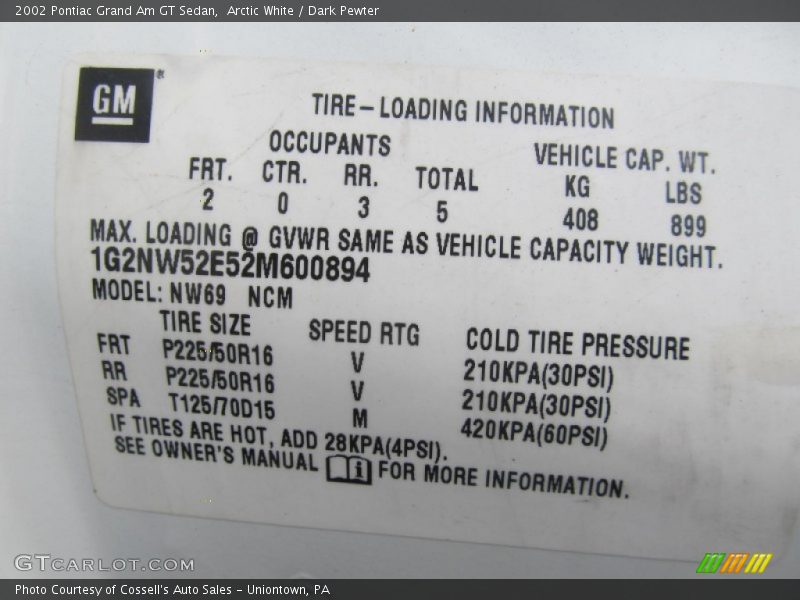 2002 Pontiac Grand Am GT Sedan,  Arctic White / Dark Pewter
GM®
TIRE–LOADING INFORMATION
OCCUPANTS VEHICLE CAP. WT.
FRT. CTR. RR. TOTAL KG LBS
2 0 3 5 408 899
MAX. LOADING @ GVWR SAME AS VEHICLE CAPACITY WEIGHT.
1G2NW52E52M600894
MODEL: NW69 NCM
TIRE SIZE SPEED RTG COLD TIRE PRESSURE
FRT P225/50R16 V 210KPA(30PSI)
RR P225/50R16 V 210KPA(30PSI)
SPA T125/70D15 M 420KPA(60PSI)
IF TIRES ARE HOT, ADD 28KPA(4PSI).
SEE OWNER'S MANUAL i FOR MORE INFORMATION.
GTCARLOT.COM
Photo Courtesy of Cossell's Auto Sales – Uniontown, PA